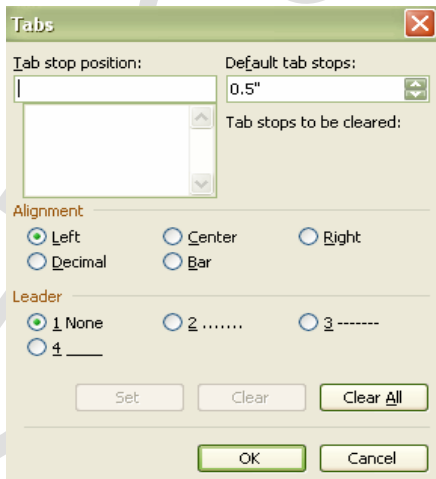 Tabs
Tab stop position: Default tab stops:
0.5"
Tab stops to be cleared:
Alignment
Left Center Right
Decimal Bar
Leader
1 None 2 ....... 3 -------
4 ____
Set Clear Clear All
OK Cancel